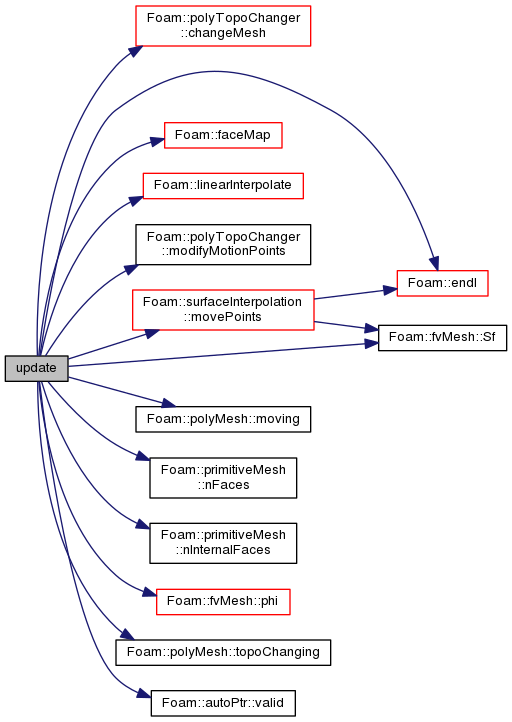 Foam::polyTopoChanger
::changeMesh
Foam::faceMap
Foam::linearInterpolate
Foam::polyTopoChanger
::modifyMotionPoints
Foam::endl
Foam::surfaceInterpolation
::movePoints
Foam::fvMesh::Sf
update
Foam::polyMesh::moving
Foam::primitiveMesh
::nFaces
Foam::primitiveMesh
::nInternalFaces
Foam::fvMesh::phi
Foam::polyMesh::topoChanging
Foam::autoPtr::valid